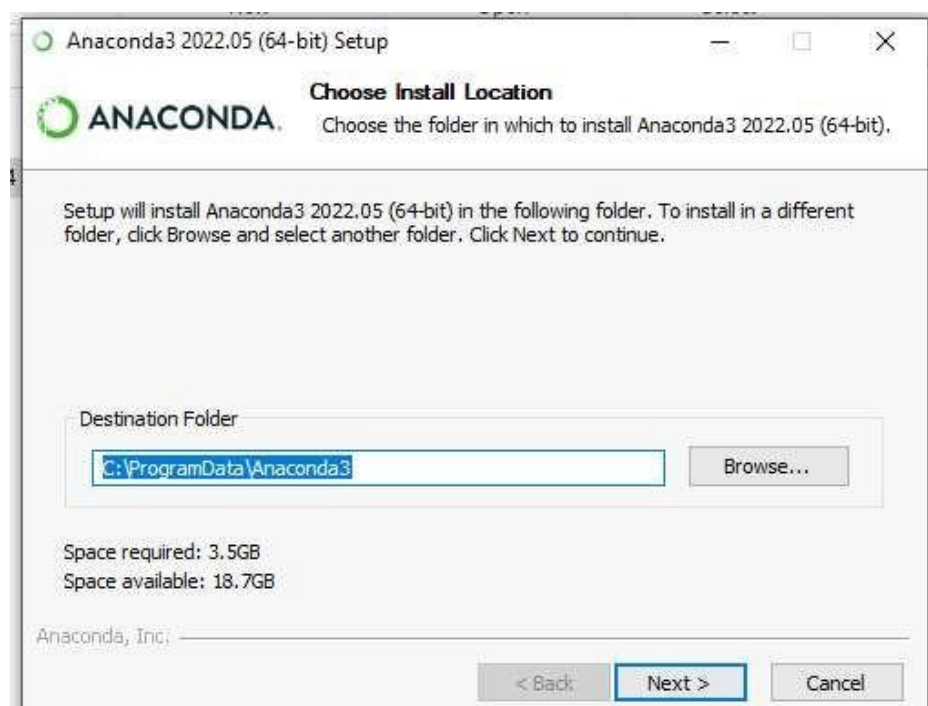 Anaconda3 2022.05 (64-bit) Setup
ANACONDA.
Choose Install Location
Choose the folder in which to install Anaconda3 2022.05 (64-bit).
4
Setup will install Anaconda3 2022.05 (64-bit) in the following folder. To install in a different
folder, click Browse and select another folder. Click Next to continue.
Destination Folder
C:\ProgramData\Anaconda3
Browse...
Space required: 3.5GB
Space available: 18.7GB
Anaconda, Inc.
< Back
Next >
Cancel